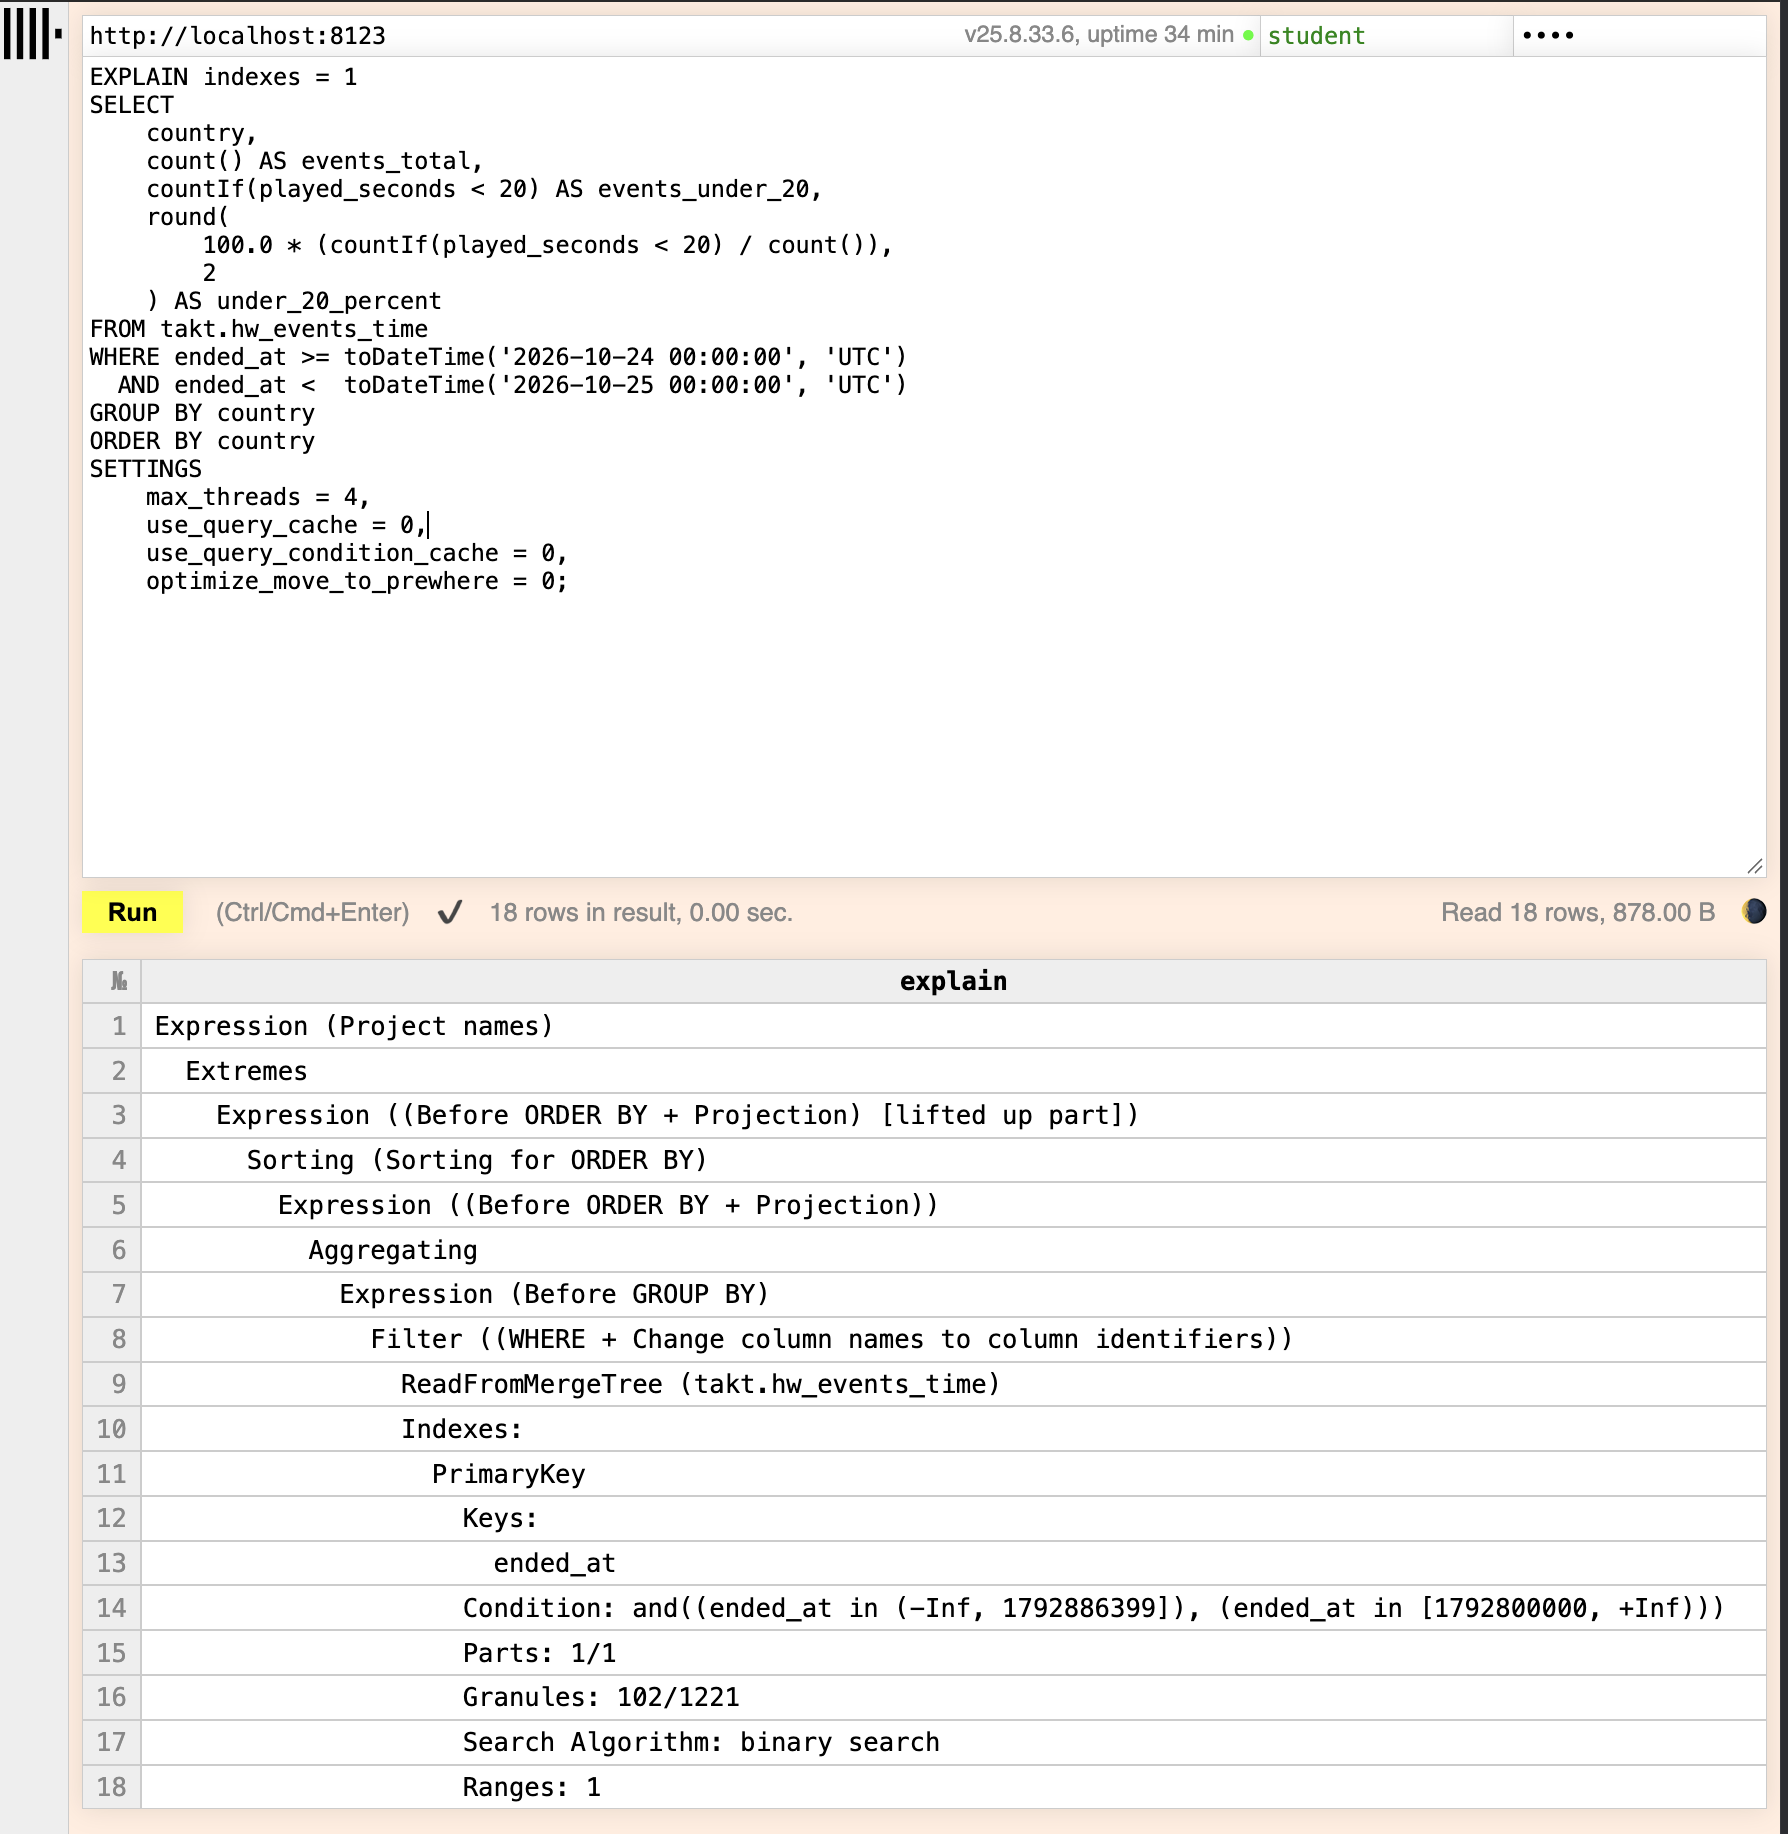 http://localhost:8123 v25.8.33.6, uptime 34 min student ••••
EXPLAIN indexes = 1
SELECT
    country,
    count() AS events_total,
    countIf(played_seconds < 20) AS events_under_20,
    round(
        100.0 * (countIf(played_seconds < 20) / count()),
        2
    ) AS under_20_percent
FROM takt.hw_events_time
WHERE ended_at >= toDateTime('2026-10-24 00:00:00', 'UTC')
  AND ended_at <  toDateTime('2026-10-25 00:00:00', 'UTC')
GROUP BY country
ORDER BY country
SETTINGS
    max_threads = 4,
    use_query_cache = 0,
    use_query_condition_cache = 0,
    optimize_move_to_prewhere = 0;
Run (Ctrl/Cmd+Enter) ✔ 18 rows in result, 0.00 sec. Read 18 rows, 878.00 B
№ explain
1 Expression (Project names)
2   Extremes
3     Expression ((Before ORDER BY + Projection) [lifted up part])
4       Sorting (Sorting for ORDER BY)
5         Expression ((Before ORDER BY + Projection))
6           Aggregating
7             Expression (Before GROUP BY)
8               Filter ((WHERE + Change column names to column identifiers))
9                 ReadFromMergeTree (takt.hw_events_time)
10                 Indexes:
11                   PrimaryKey
12                     Keys:
13                       ended_at
14                     Condition: and((ended_at in (-Inf, 1792886399]), (ended_at in [1792800000, +Inf)))
15                     Parts: 1/1
16                     Granules: 102/1221
17                     Search Algorithm: binary search
18                     Ranges: 1